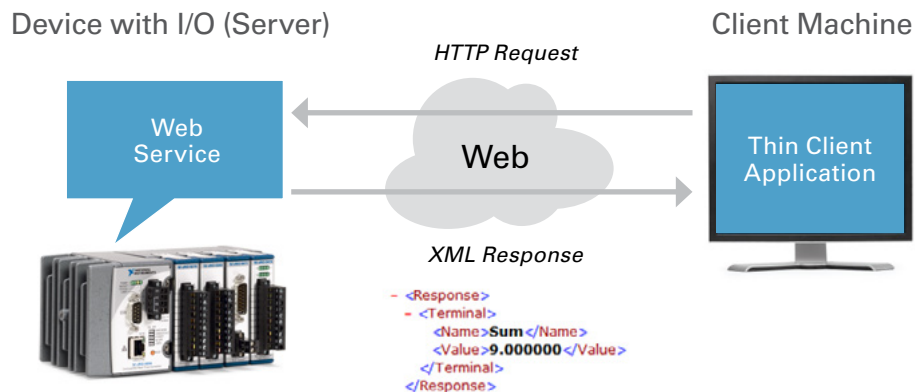 Device with I/O (Server)
Client Machine
HTTP Request
Web
Service
Web
Thin Client
Application
XML Response
- <Response>
- <Terminal>
<Name>Sum</Name>
<Value>9.000000</Value>
</Terminal>
</Response>